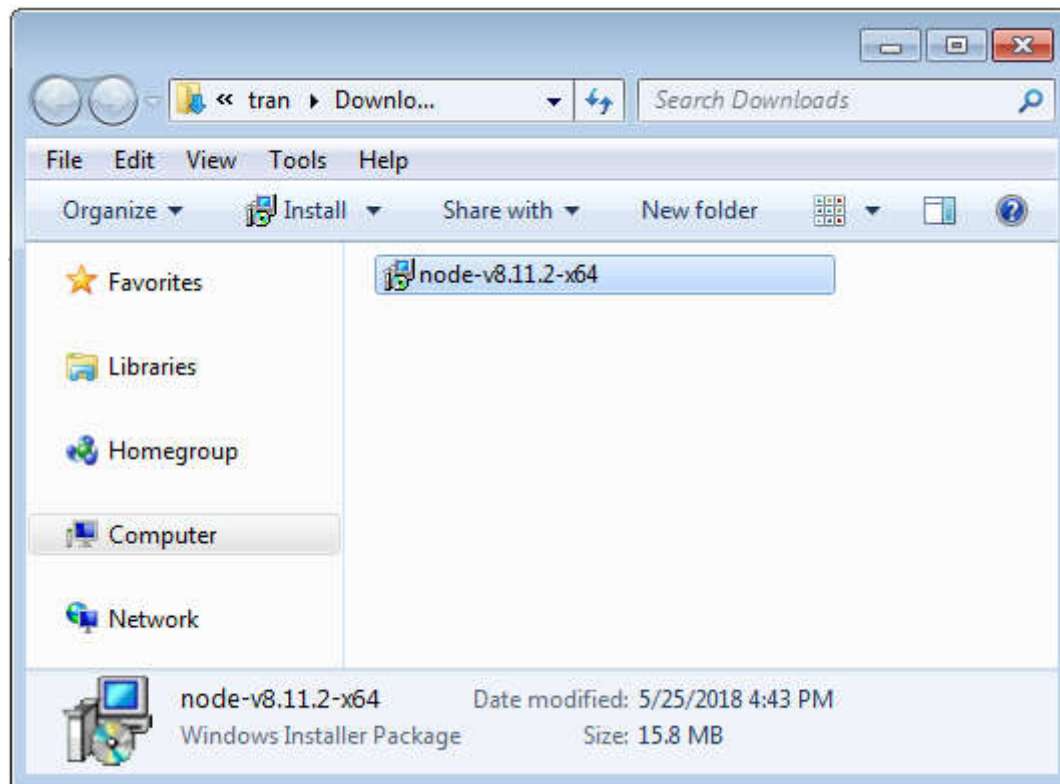 « tran ▸ Downlo... Search Downloads
File Edit View Tools Help
Organize Install Share with New folder
Favorites node-v8.11.2-x64
Libraries
Homegroup
Computer
Network
node-v8.11.2-x64 Date modified: 5/25/2018 4:43 PM
Windows Installer Package Size: 15.8 MB